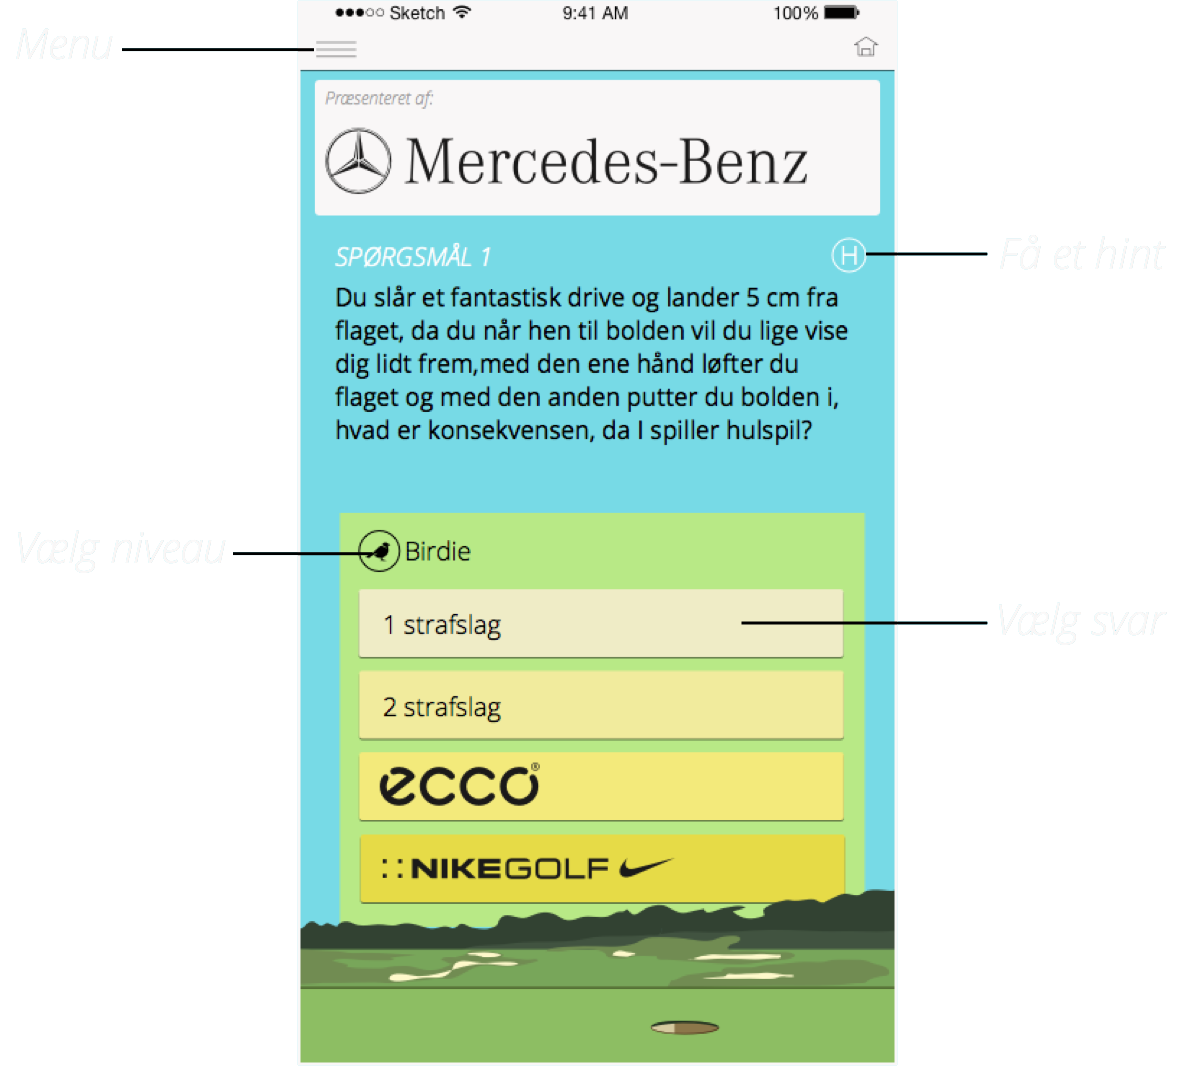 ●●●○○ Sketch 9:41 AM 100%
Menu
Præsenteret af:
Mercedes-Benz
SPØRGSMÅL 1 H Få et hint
Du slår et fantastisk drive og lander 5 cm fra
flaget, da du når hen til bolden vil du lige vise
dig lidt frem,med den ene hånd løfter du
flaget og med den anden putter du bolden i,
hvad er konsekvensen, da I spiller hulspil?
Vælg niveau Birdie
1 strafslag Vælg svar
2 strafslag
ecco®
::NIKEGOLF